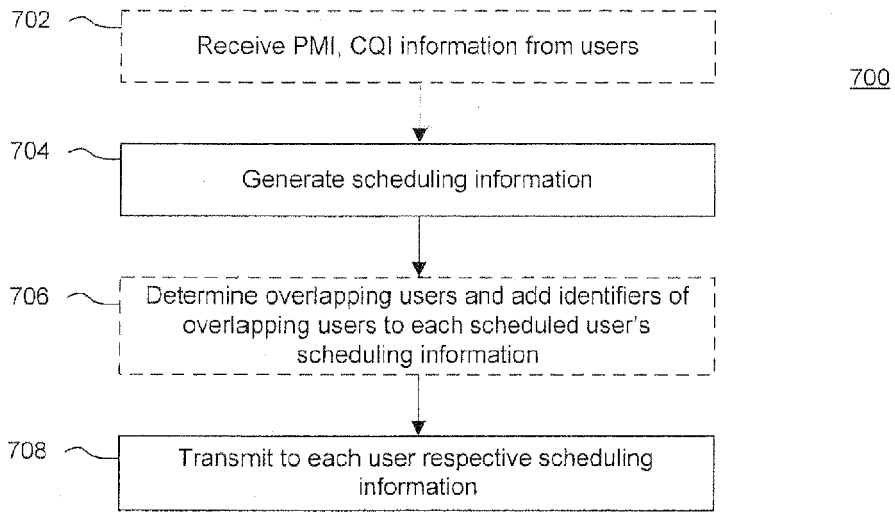 702
Receive PMI, CQI information from users
700
704
Generate scheduling information
706
Determine overlapping users and add identifiers of
overlapping users to each scheduled user's
scheduling information
708
Transmit to each user respective scheduling
information